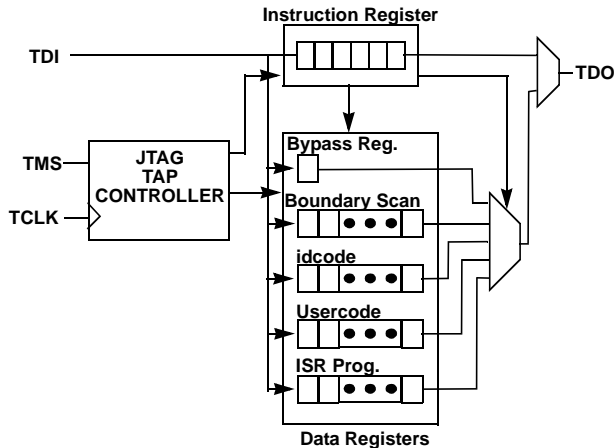 Instruction Register
TDI
TDO
TMS
JTAG
TAP
CONTROLLER
TCLK
Bypass Reg.
Boundary Scan
idcode
Usercode
ISR Prog.
Data Registers